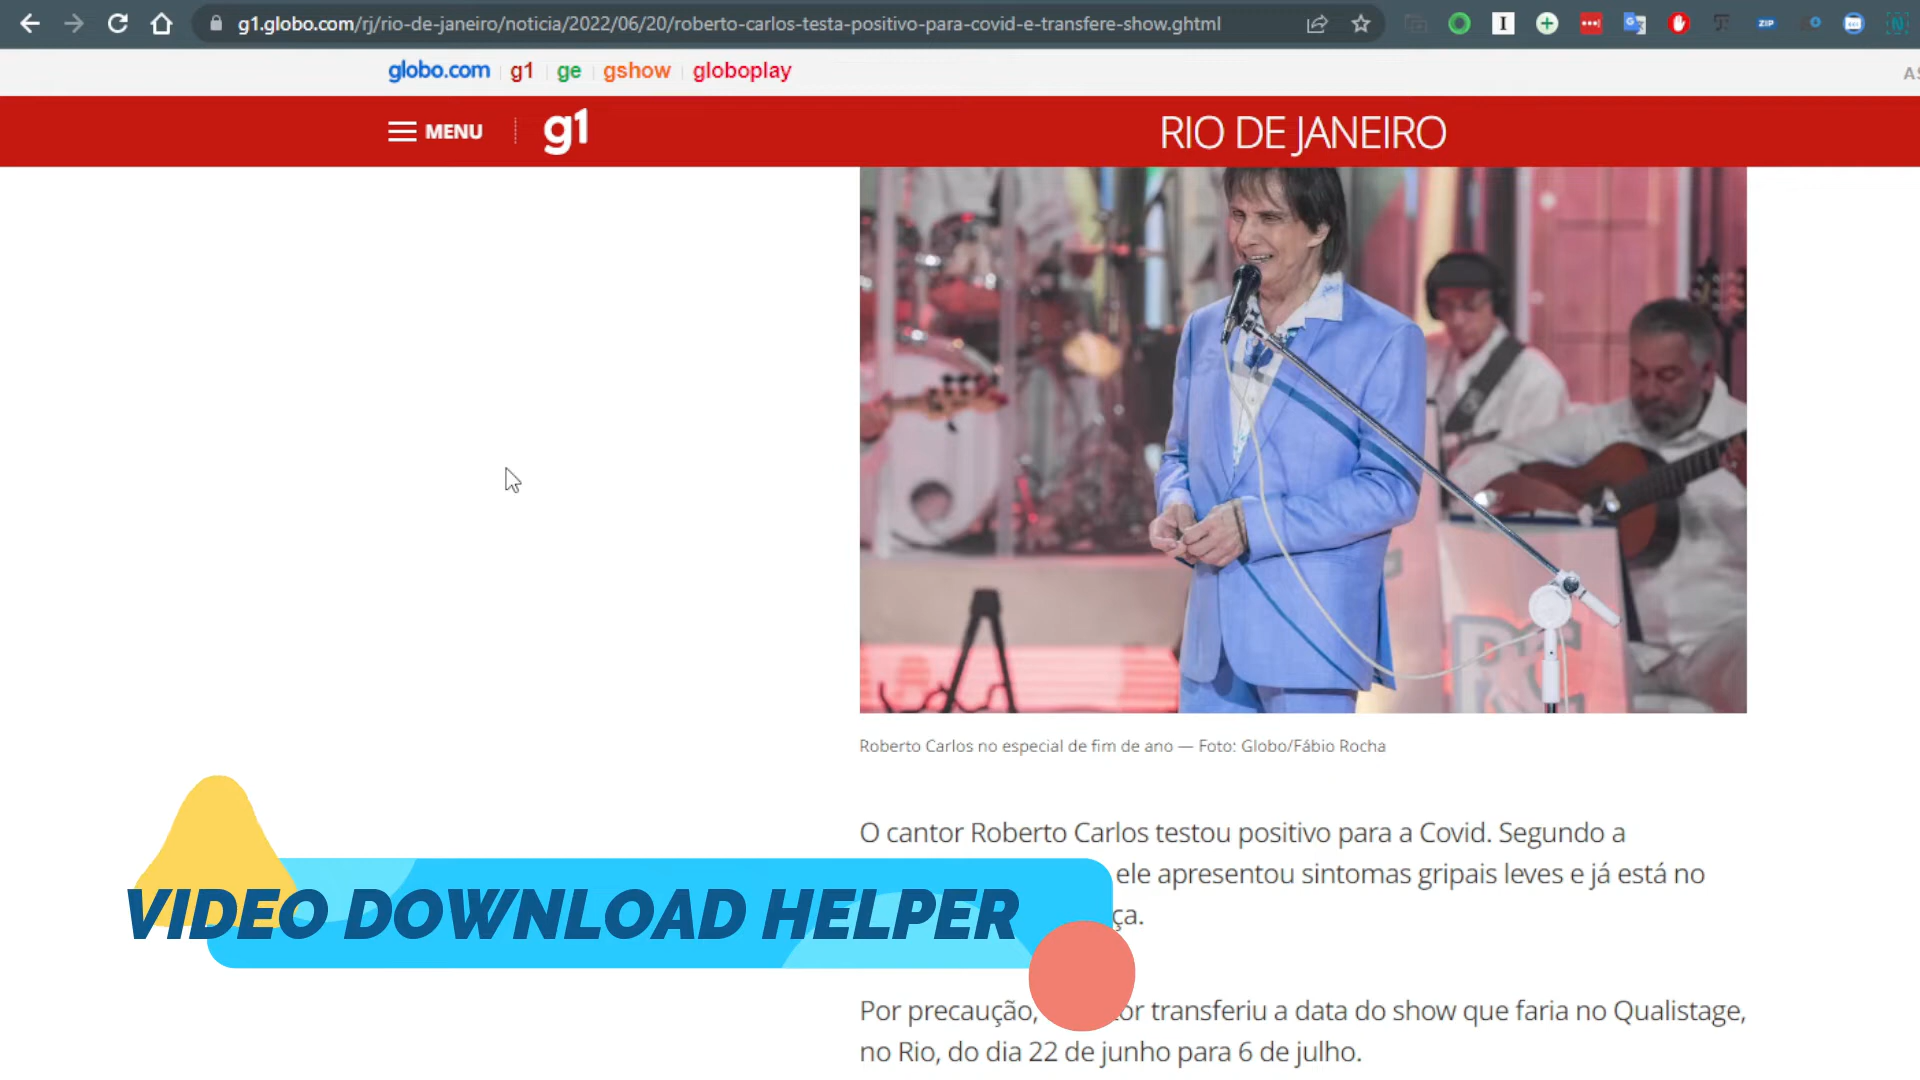 g1.globo.com/rj/rio-de-janeiro/noticia/2022/06/20/roberto-carlos-testa-positivo-para-covid-e-transfere-show.ghtml
ZIP
globo.com g1 ge gshow globoplay
MENU g1 RIO DE JANEIRO
RC
Roberto Carlos no especial de fim de ano — Foto: Globo/Fábio Rocha
O cantor Roberto Carlos testou positivo para a Covid. Segundo a
ele apresentou sintomas gripais leves e já está no
ça.
VIDEO DOWNLOAD HELPER
Por precaução, or transferiu a data do show que faria no Qualistage,
no Rio, do dia 22 de junho para 6 de julho.